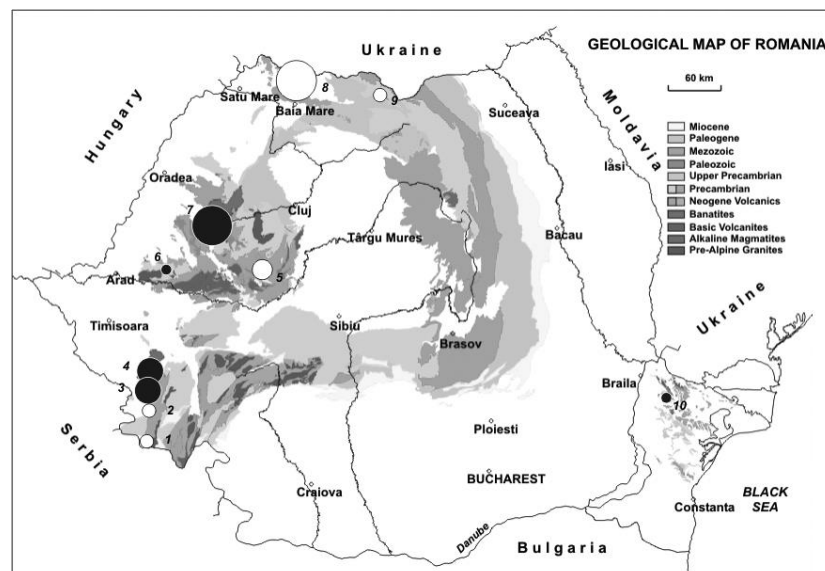 Ukraine
GEOLOGICAL MAP OF ROMANIA
60 km
Hungary
Satu Mare
8
Baia Mare
9
Suceava
Moldavia
Miocene
Paleogene
Mezozoic
Paleozoic
Upper Precambrian
Precambrian
Neogene Volcanics
Banatites
Basic Volcanites
Alkaline Magmatites
Pre-Alpine Granites
Iasi
Oradea
7
Cluj
Târgu Mures
Bacau
6
5
Arad
Ukraine
Timisoara
Sibiu
Brasov
4
3
2
1
Braila
10
Serbia
Ploiesti
BUCHAREST
Craiova
Constanta
BLACK
SEA
Danube
Bulgaria